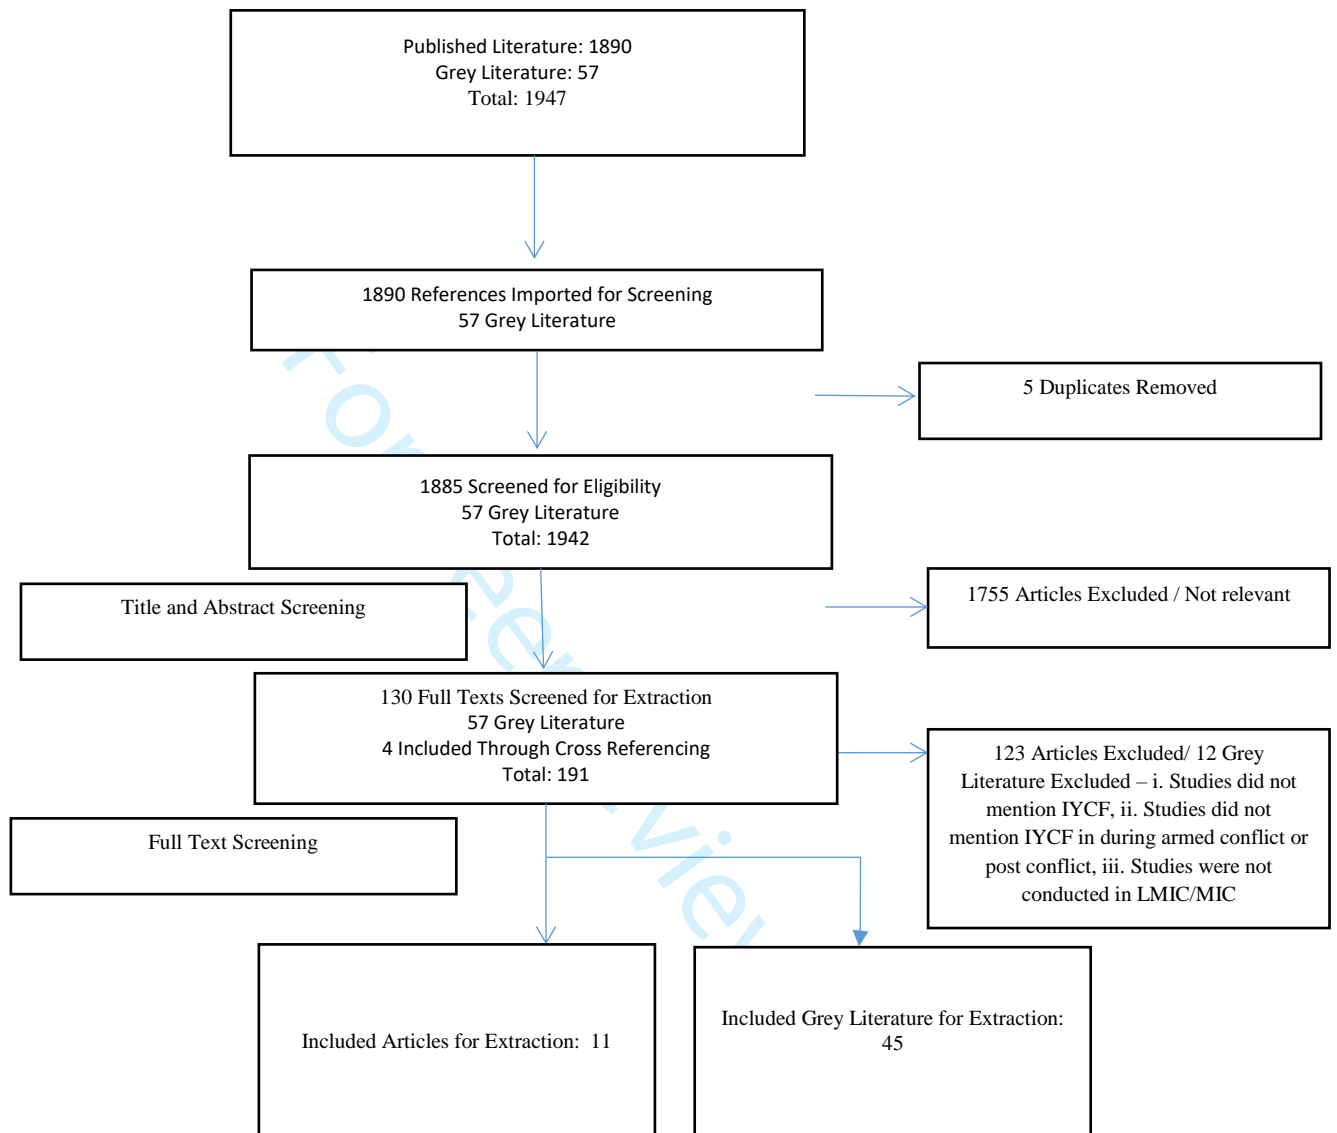 Published Literature: 1890
Grey Literature: 57
Total: 1947
1890 References Imported for Screening
57 Grey Literature
5 Duplicates Removed
1885 Screened for Eligibility
57 Grey Literature
Total: 1942
Title and Abstract Screening
1755 Articles Excluded / Not relevant
130 Full Texts Screened for Extraction
57 Grey Literature
4 Included Through Cross Referencing
Total: 191
123 Articles Excluded/ 12 Grey
Literature Excluded – i. Studies did not
mention IYCF, ii. Studies did not
mention IYCF in during armed conflict or
post conflict, iii. Studies were not
conducted in LMIC/MIC
Full Text Screening
Included Articles for Extraction: 11
Included Grey Literature for Extraction:
45